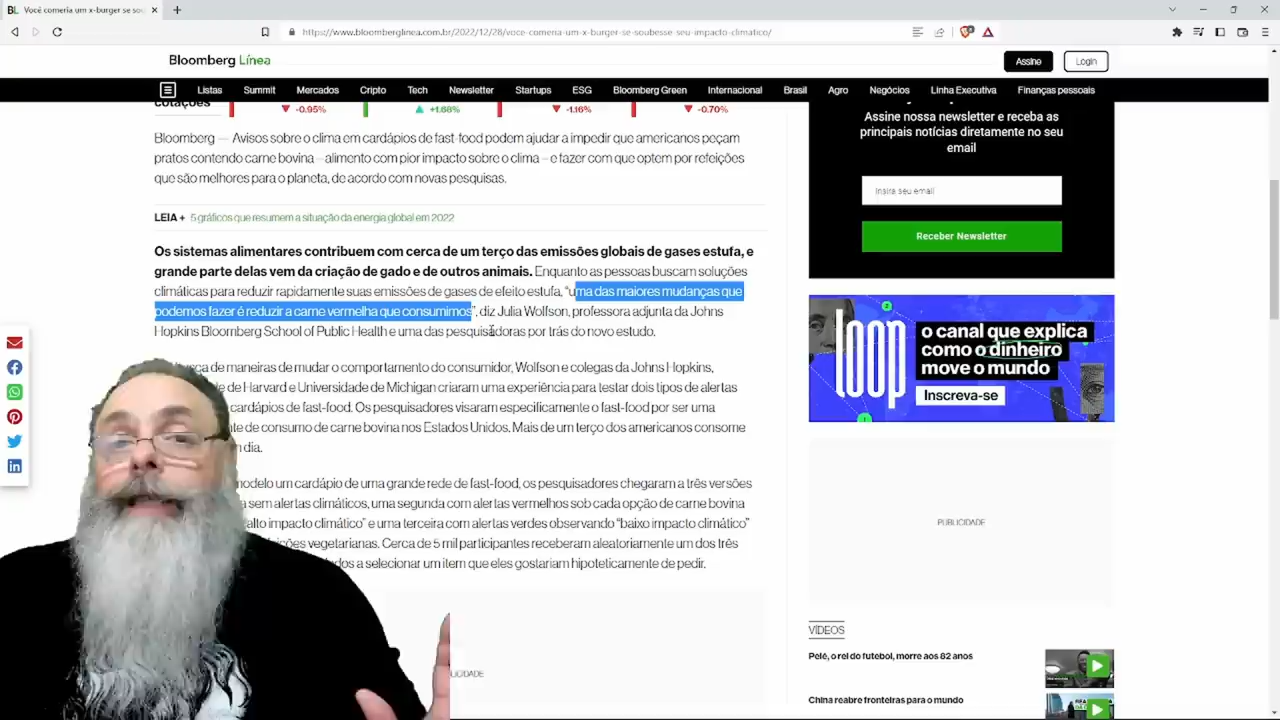 BL Você comeria um x-burger se sou
https://www.bloomberglinea.com.br/2022/12/28/voce-comeria-um-x-burger-se-soubesse-seu-impacto-climatico/
Bloomberg Línea
Assine
Login
Listas Summit Mercados Cripto Tech Newsletter Startups ESG Bloomberg Green Internacional Brasil Agro Negócios Linha Executiva Finanças pessoais
cotações
-0.95%
+1.68%
-1.16%
-0.70%
Bloomberg — Avisos sobre o clima em cardápios de fast-food podem ajudar a impedir que americanos peçam
pratos contendo carne bovina – alimento com pior impacto sobre o clima – e fazer com que optem por refeições
que são melhores para o planeta, de acordo com novas pesquisas.
LEIA + 5 gráficos que resumem a situação da energia global em 2022
Os sistemas alimentares contribuem com cerca de um terço das emissões globais de gases estufa, e
grande parte delas vem da criação de gado e de outros animais. Enquanto as pessoas buscam soluções
climáticas para reduzir rapidamente suas emissões de gases de efeito estufa, “uma das maiores mudanças que
podemos fazer é reduzir a carne vermelha que consumimos”, diz Julia Wolfson, professora adjunta da Johns
Hopkins Bloomberg School of Public Health e uma das pesquisadoras por trás do novo estudo.
ca de maneiras de mudar o comportamento do consumidor, Wolfson e colegas da Johns Hopkins,
de de Harvard e Universidade de Michigan criaram uma experiência para testar dois tipos de alertas
cardápios de fast-food. Os pesquisadores visaram especificamente o fast-food por ser uma
nte de consumo de carne bovina nos Estados Unidos. Mais de um terço dos americanos consome
m dia.
modelo um cardápio de uma grande rede de fast-food, os pesquisadores chegaram a três versões
a sem alertas climáticos, uma segunda com alertas vermelhos sob cada opção de carne bovina
alto impacto climático” e uma terceira com alertas verdes observando “baixo impacto climático”
ições vegetarianas. Cerca de 5 mil participantes receberam aleatoriamente um dos três
dos a selecionar um item que eles gostariam hipoteticamente de pedir.
LICIDADE
Assine nossa newsletter e receba as
principais notícias diretamente no seu
email
Insira seu email
Receber Newsletter
loop
o canal que explica
como o dinheiro
move o mundo
Inscreva-se
PUBLICIDADE
VÍDEOS
Pelé, o rei do futebol, morre aos 82 anos
China reabre fronteiras para o mundo